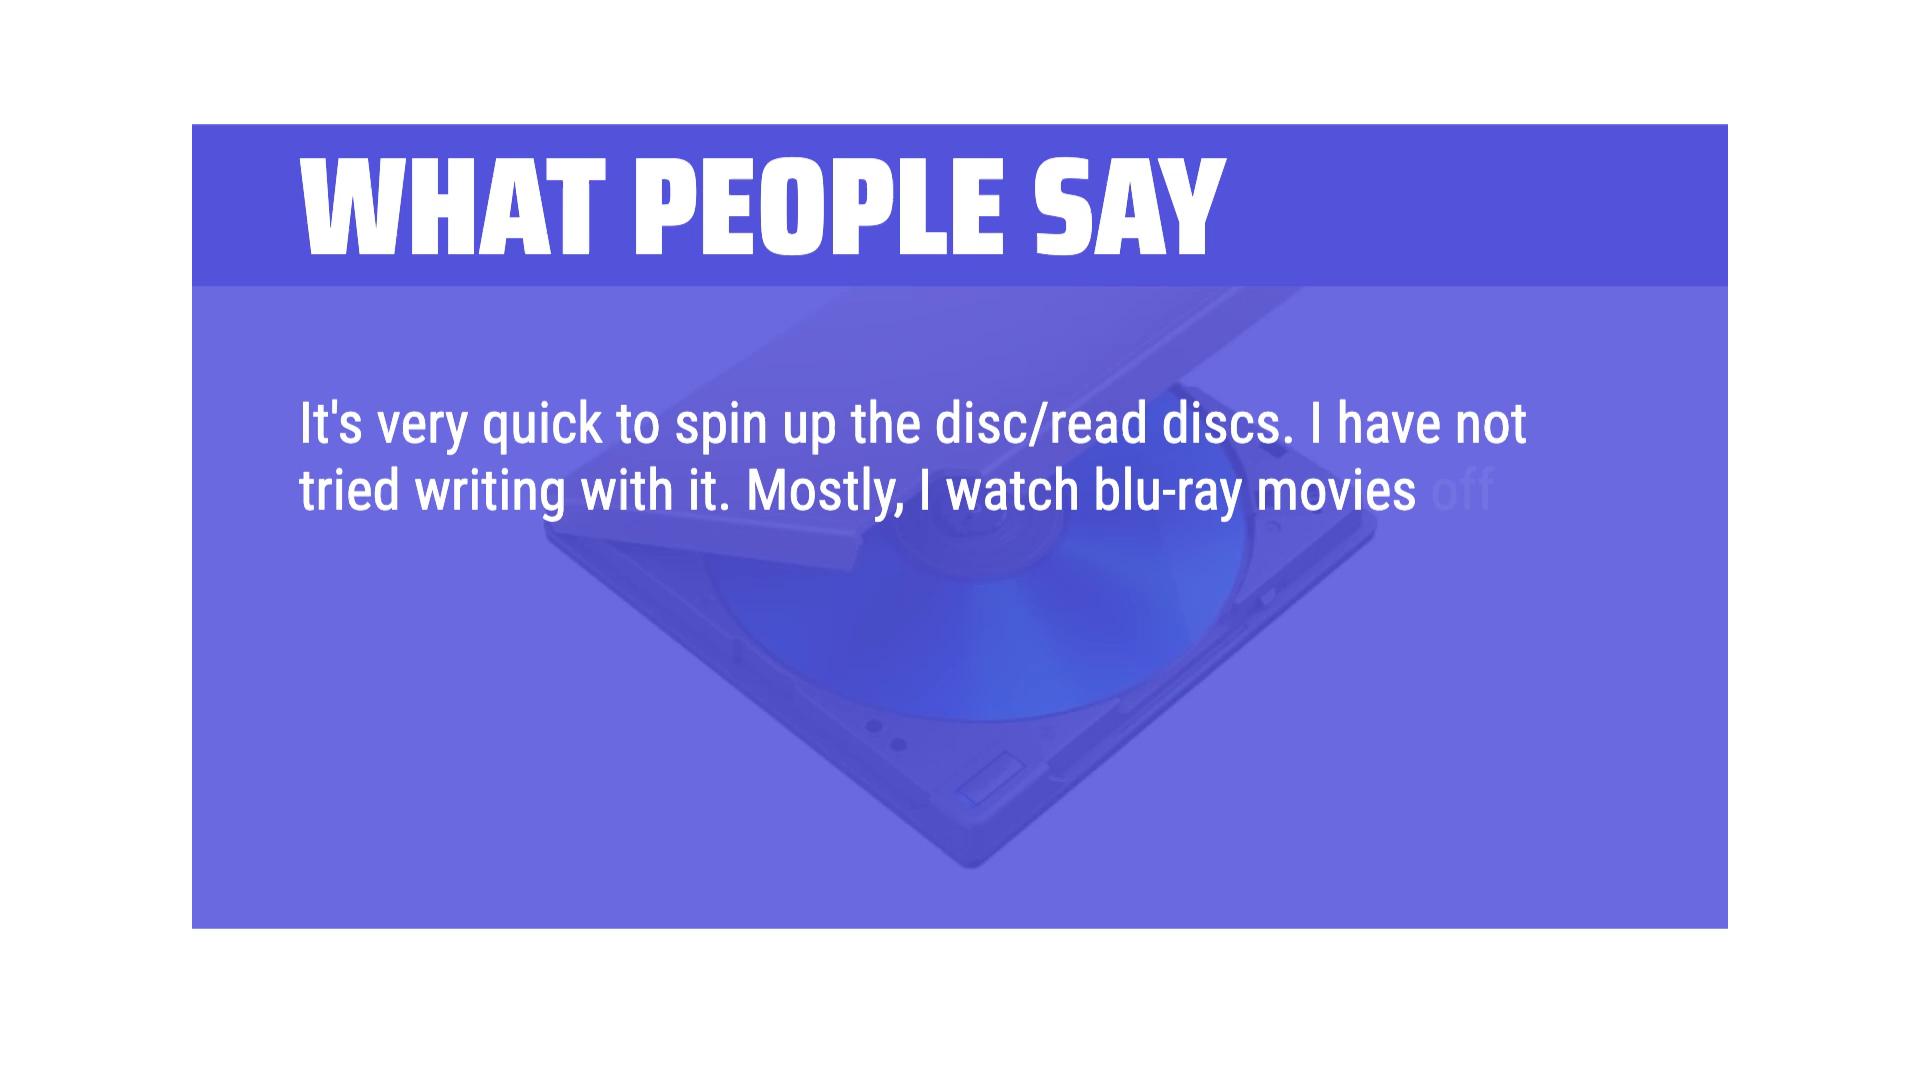 WHAT PEOPLE SAY
It's very quick to spin up the disc/read discs. I have not
tried writing with it. Mostly, I watch blu-ray movies off